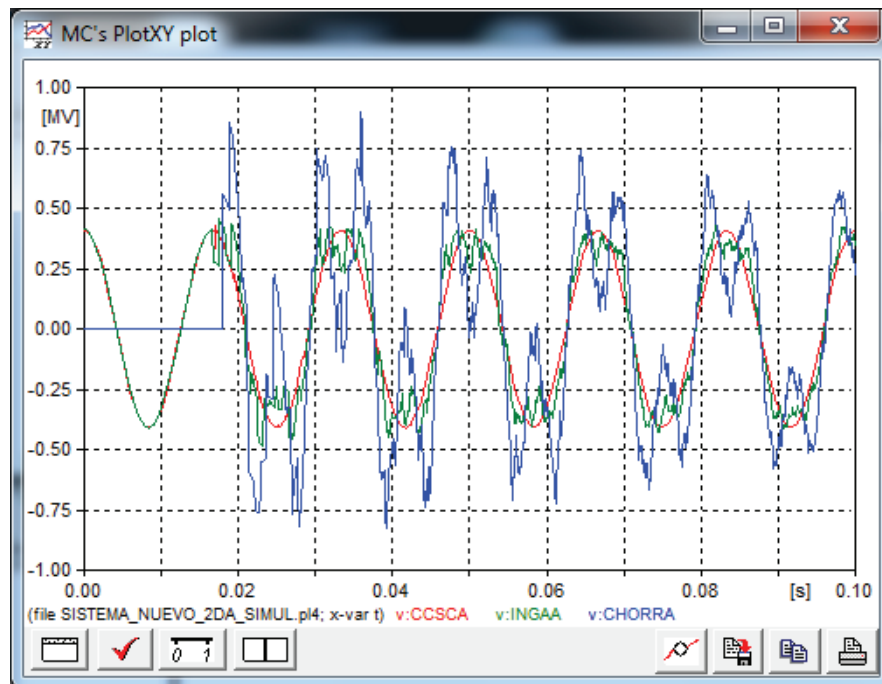 MC's PlotXY plot
1.00
[MV]
0.75
0.50
0.25
0.00
-0.25
-0.50
-0.75
-1.00
0.00 0.02 0.04 0.06 0.08 [s] 0.10
(file SISTEMA_NUEVO_2DA_SIMUL.pl4; x-var t) v:CCSCA v:INGAA v:CHORRA
XY
0 1